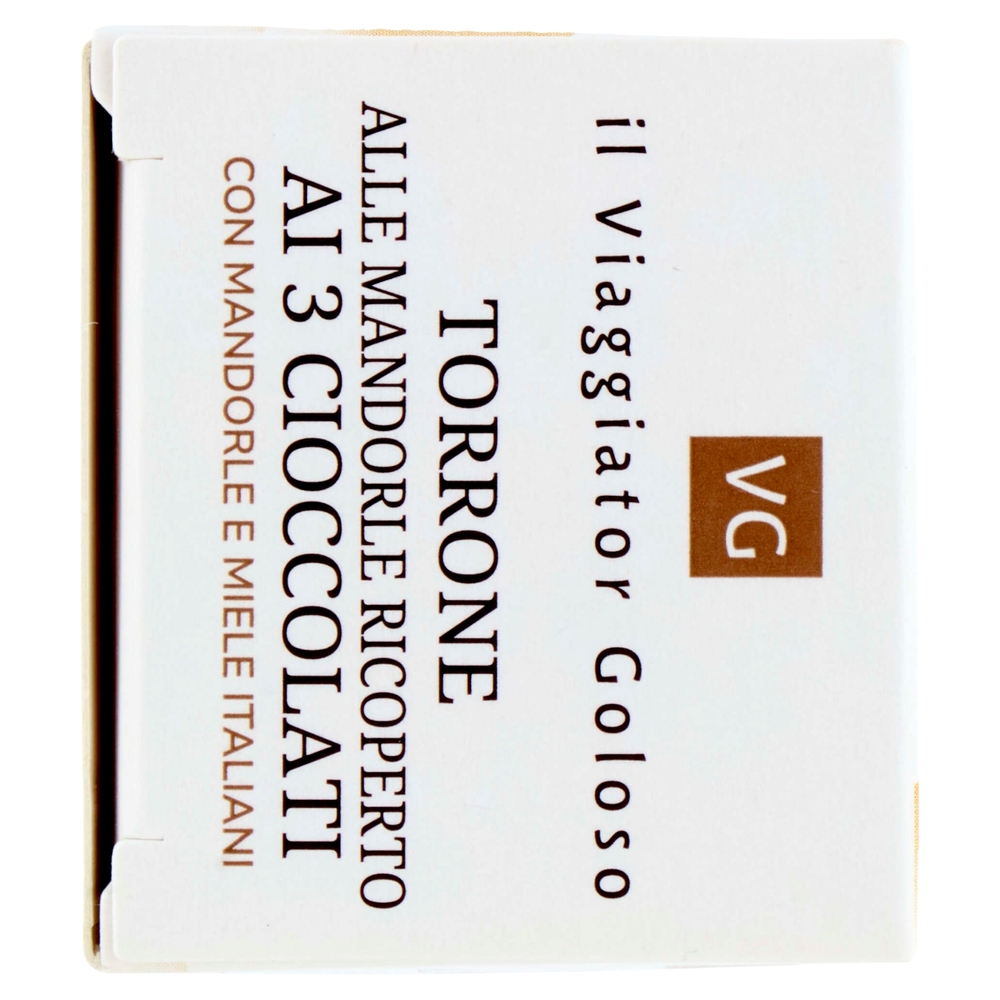 VG
il Viaggiator Goloso
TORRONE
ALLE MANDORLE RICOPERTO
AI 3 CIOCCOLATI
CON MANDORLE E MIELE ITALIANI